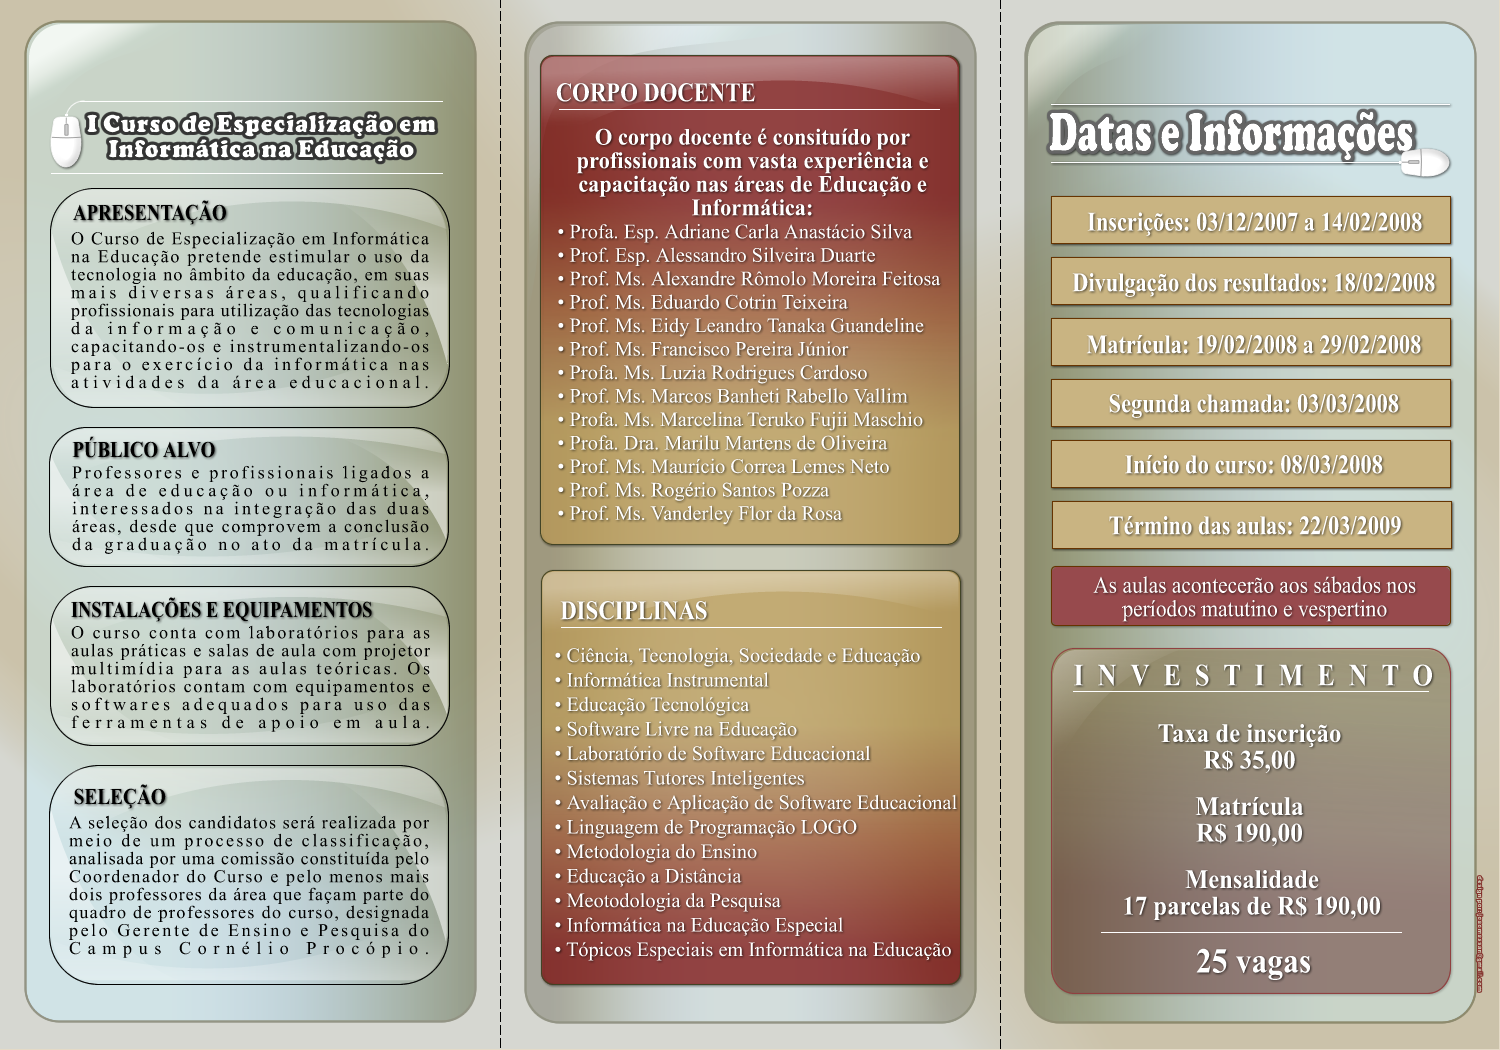 I Curso de Especialização em
Informática na Educação
APRESENTAÇÃO
O Curso de Especialização em Informática
na Educação pretende estimular o uso da
tecnologia no âmbito da educação, em suas
mais diversas áreas, qualificando
profissionais para utilização das tecnologias
da informação e comunicação,
capacitando-os e instrumentalizando-os
para o exercício da informática nas
atividades da área educacional.
PÚBLICO ALVO
Professores e profissionais ligados a
área de educação ou informática,
interessados na integração das duas
áreas, desde que comprovem a conclusão
da graduação no ato da matrícula.
INSTALAÇÕES E EQUIPAMENTOS
O curso conta com laboratórios para as
aulas práticas e salas de aula com projetor
multimídia para as aulas teóricas. Os
laboratórios contam com equipamentos e
softwares adequados para uso das
ferramentas de apoio em aula.
SELEÇÃO
A seleção dos candidatos será realizada por
meio de um processo de classificação,
analisada por uma comissão constituída pelo
Coordenador do Curso e pelo menos mais
dois professores da área que façam parte do
quadro de professores do curso, designada
pelo Gerente de Ensino e Pesquisa do
Campus Cornélio Procópio.
CORPO DOCENTE
O corpo docente é consituído por
profissionais com vasta experiência e
capacitação nas áreas de Educação e
Informática:
• Profa. Esp. Adriane Carla Anastácio Silva
• Prof. Esp. Alessandro Silveira Duarte
• Prof. Ms. Alexandre Rômolo Moreira Feitosa
• Prof. Ms. Eduardo Cotrin Teixeira
• Prof. Ms. Eidy Leandro Tanaka Guandeline
• Prof. Ms. Francisco Pereira Júnior
• Profa. Ms. Luzia Rodrigues Cardoso
• Prof. Ms. Marcos Banheti Rabello Vallim
• Profa. Ms. Marcelina Teruko Fujii Maschio
• Profa. Dra. Marilu Martens de Oliveira
• Prof. Ms. Maurício Correa Lemes Neto
• Prof. Ms. Rogério Santos Pozza
• Prof. Ms. Vanderley Flor da Rosa
DISCIPLINAS
• Ciência, Tecnologia, Sociedade e Educação
• Informática Instrumental
• Educação Tecnológica
• Software Livre na Educação
• Laboratório de Software Educacional
• Sistemas Tutores Inteligentes
• Avaliação e Aplicação de Software Educacional
• Linguagem de Programação LOGO
• Metodologia do Ensino
• Educação a Distância
• Meotodologia da Pesquisa
• Informática na Educação Especial
• Tópicos Especiais em Informática na Educação
Datas e Informações
Inscrições: 03/12/2007 a 14/02/2008
Divulgação dos resultados: 18/02/2008
Matrícula: 19/02/2008 a 29/02/2008
Segunda chamada: 03/03/2008
Início do curso: 08/03/2008
Término das aulas: 22/03/2009
As aulas acontecerão aos sábados nos
períodos matutino e vespertino
INVESTIMENTO
Taxa de inscrição
R$ 35,00
Matrícula
R$ 190,00
Mensalidade
17 parcelas de R$ 190,00
25 vagas